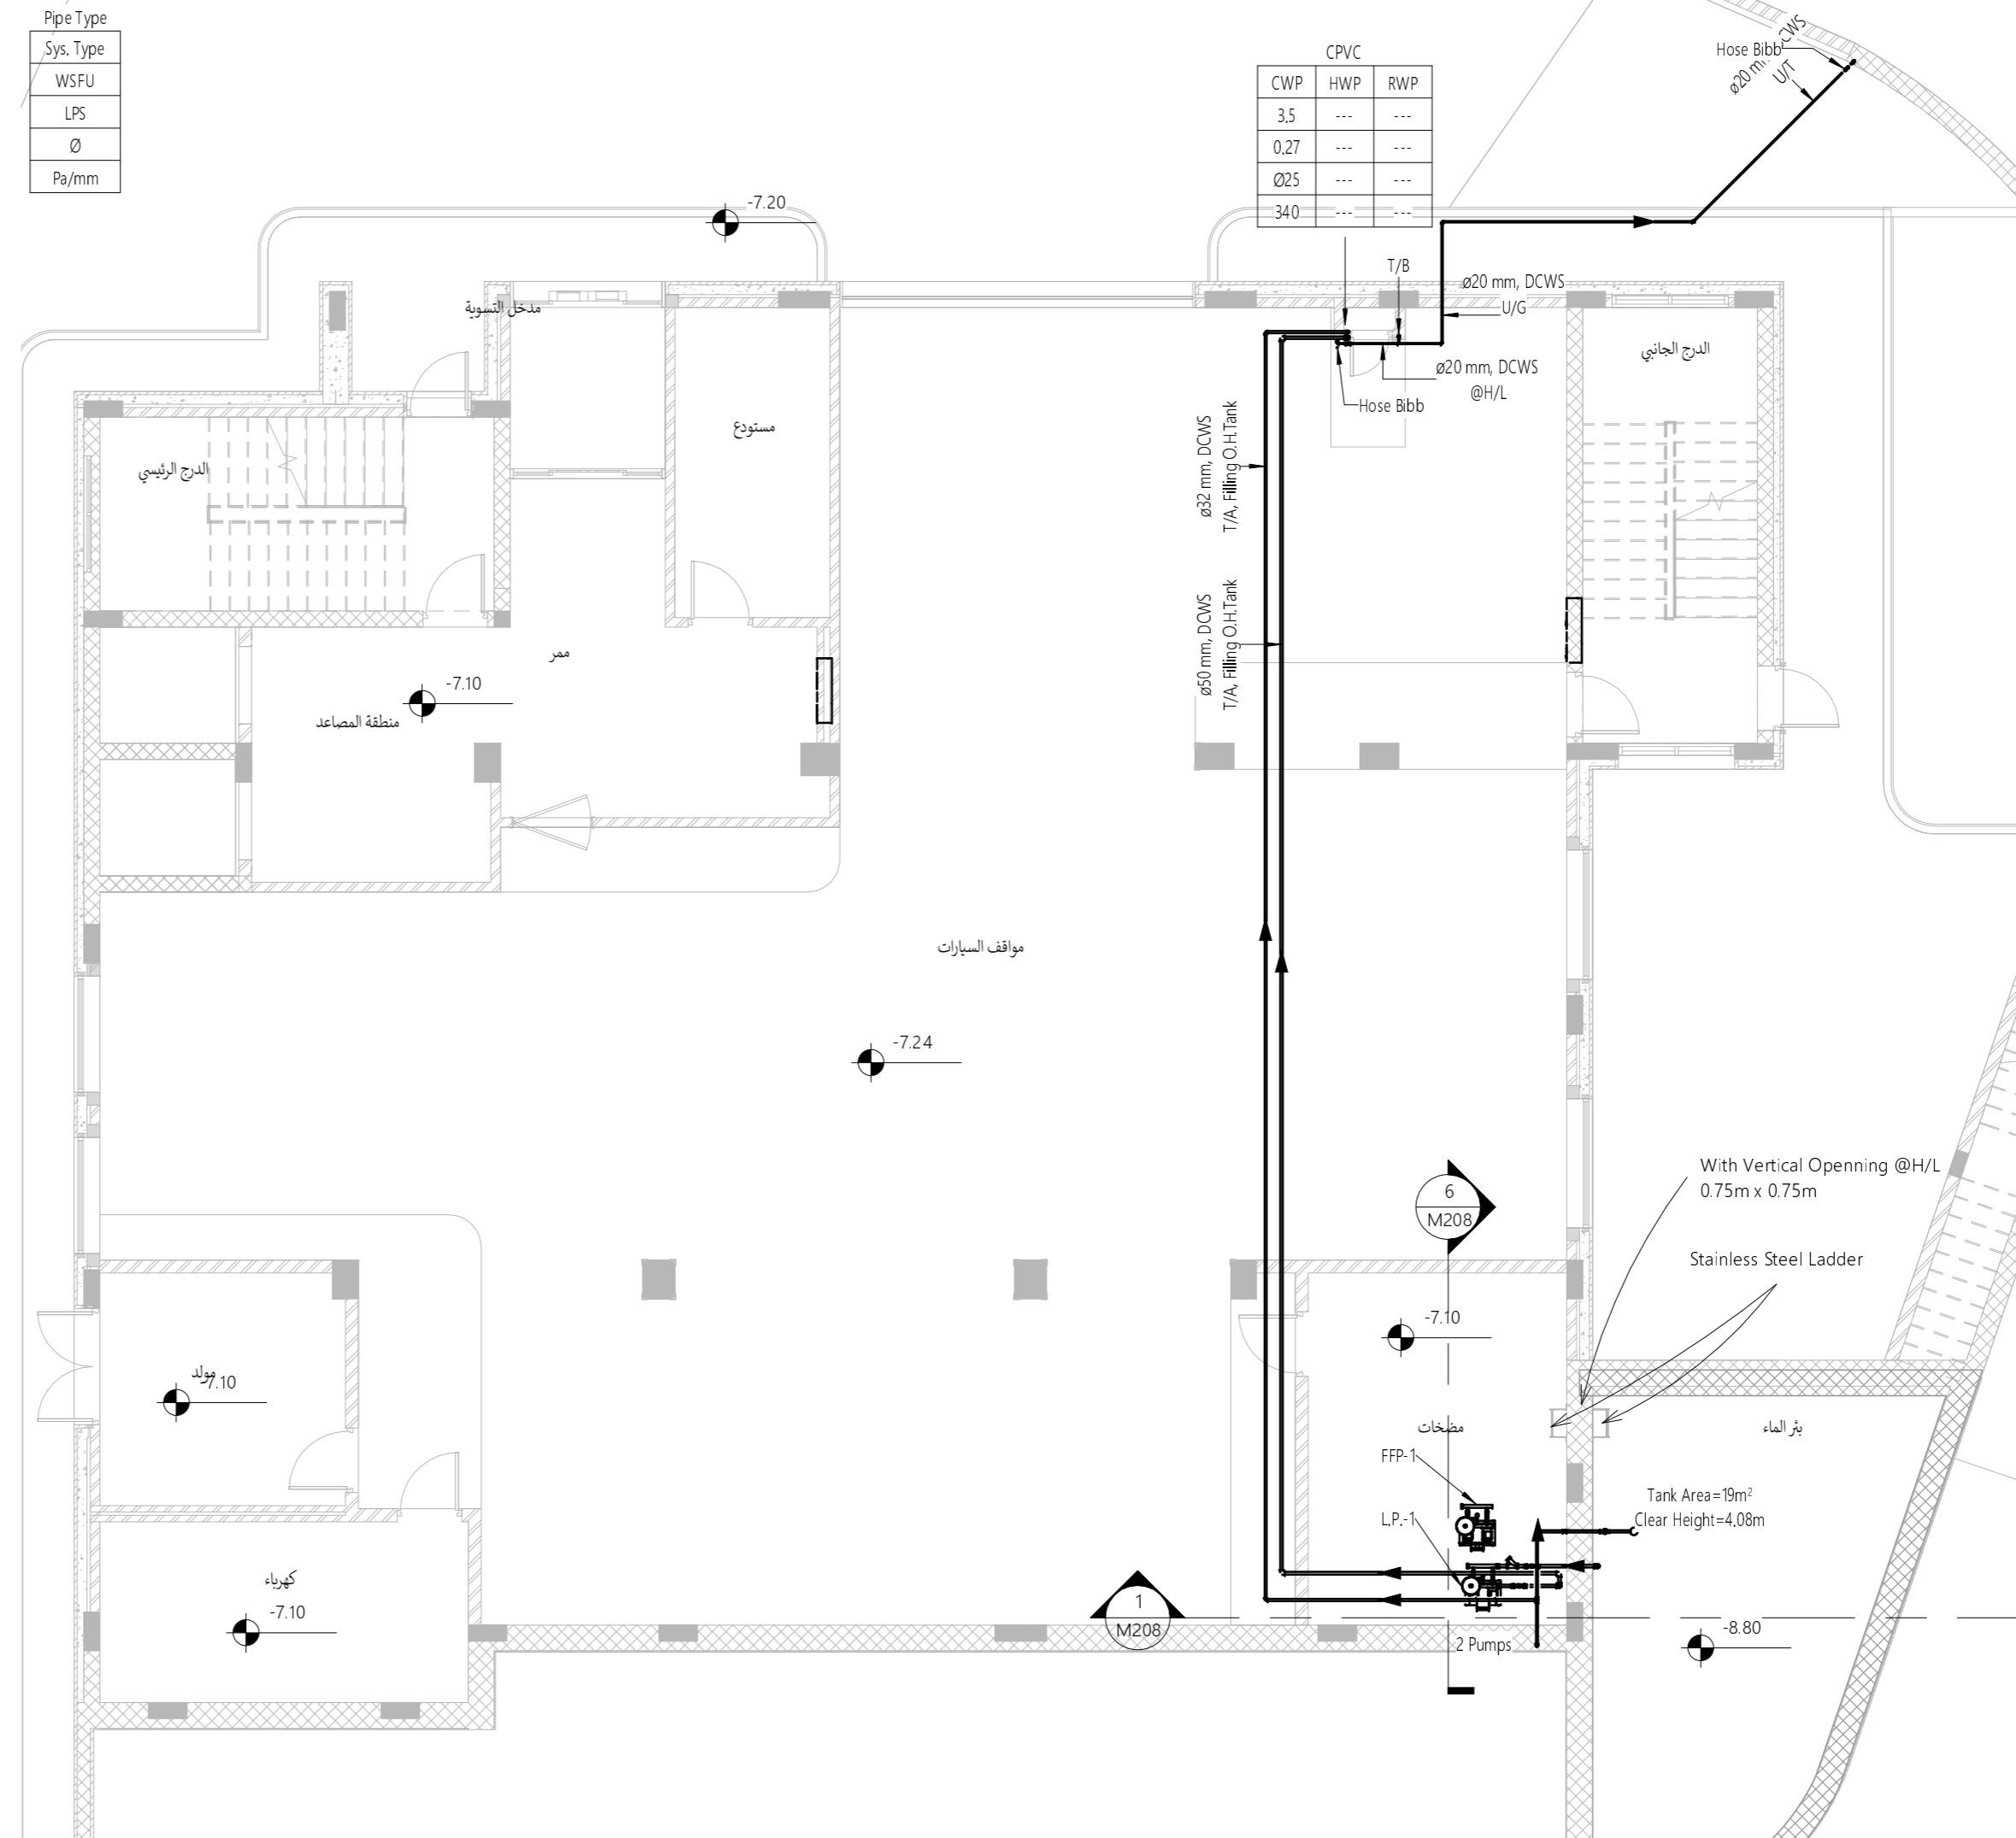 Pipe Type
Sys. Type
WSFU
LPS
Ø
Pa/mm
CPVC
CWP HWP RWP
3.5 --- ---
0.27 --- ---
Ø25 --- ---
340 --- ---
Hose Bibb
U/T
-7.20
T/B
ø20 mm, DCWS
U/G
ø20 mm, DCWS
@H/L
Hose Bibb
مدخل التسوية
الدرج الجانبي
مستودع
الدرج الرئيسي
ø32 mm, DCWS
T/A, Filling O.H.Tank
ø50 mm, DCWS
T/A, Filling O.H.Tank
ممر
-7.10
منطقة المصاعد
مواقف السيارات
-7.24
With Vertical Openning @H/L
0.75m x 0.75m
6
M208
Stainless Steel Ladder
-7.10
مولد
-7.10
مضخات
بئر الماء
FFP-1
L.P.-1
Tank Area=19m²
Clear Height=4.08m
كهرباء
-7.10
1
M208
2 Pumps
-8.80